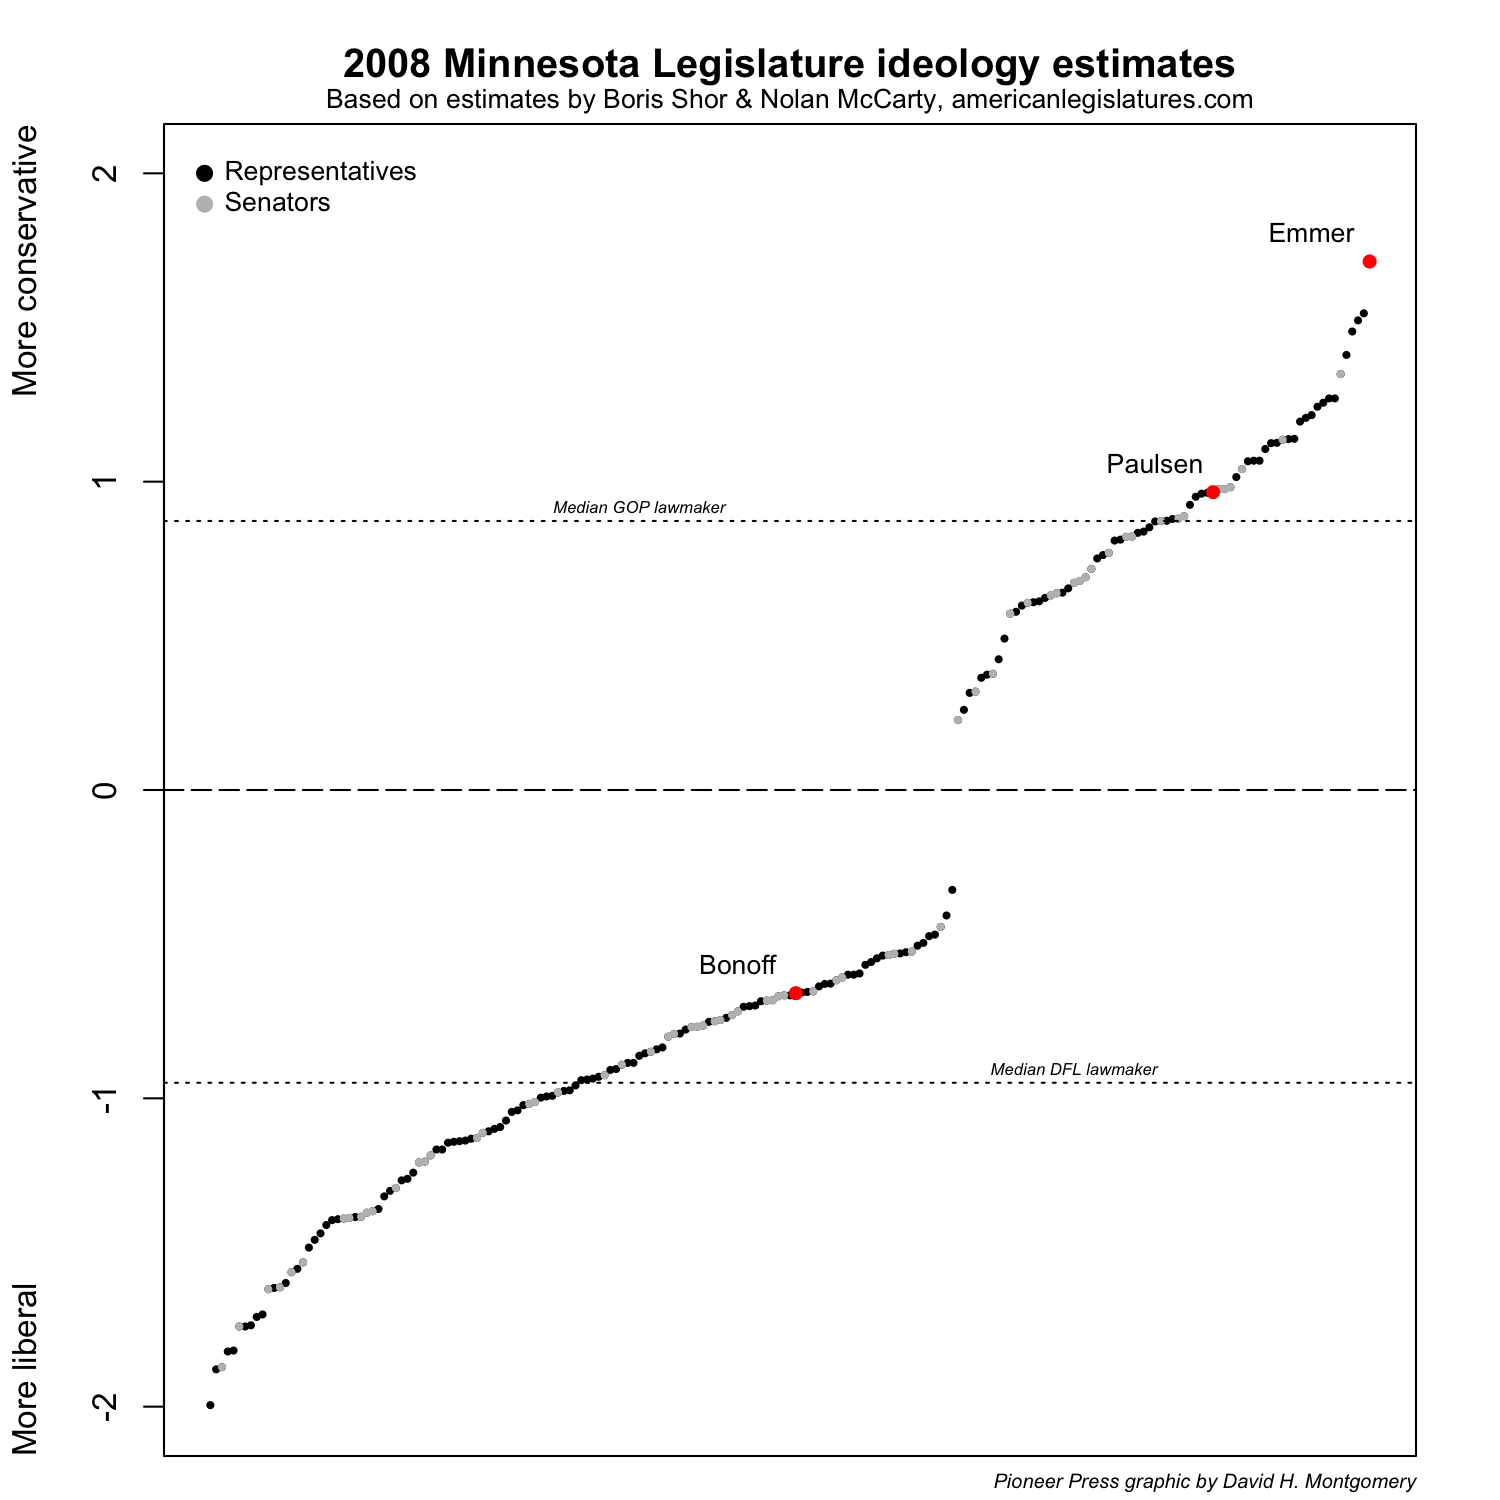 2008 Minnesota Legislature ideology estimates
Based on estimates by Boris Shor & Nolan McCarty, americanlegislatures.com
More conservative
2
Representatives
Senators
Emmer
1
Paulsen
Median GOP lawmaker
0
Bonoff
Median DFL lawmaker
-1
More liberal
-2
Pioneer Press graphic by David H. Montgomery